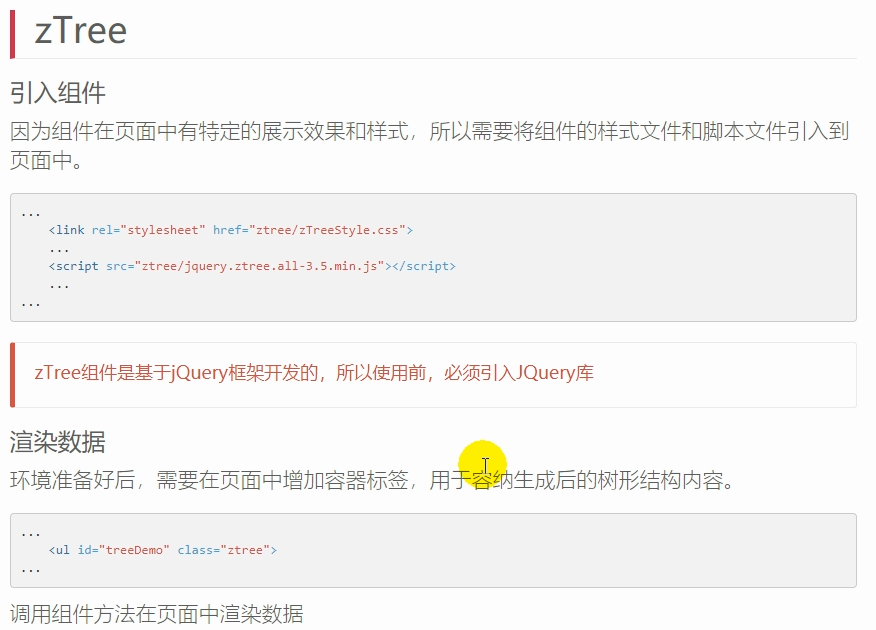 zTree
引入组件
因为组件在页面中有特定的展示效果和样式，所以需要将组件的样式文件和脚本文件引入到
页面中。
...
<link rel="stylesheet" href="ztree/zTreeStyle.css">
...
<script src="ztree/jquery.ztree.all-3.5.min.js"></script>
...
...
zTree组件是基于jQuery框架开发的，所以使用前，必须引入JQuery库
渲染数据
环境准备好后，需要在页面中增加容器标签，用于容纳生成后的树形结构内容。
...
<ul id="treeDemo" class="ztree">
...
调用组件方法在页面中渲染数据